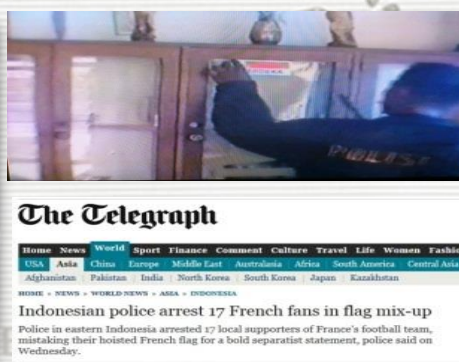 POLISI
The Telegraph
Home News World Sport Finance Comment Culture Travel Life Women Fashio
USA Asia China Europe Middle East Australasia Africa South America Central Asia
Afghanistan Pakistan India North Korea South Korea Japan Kazakhstan
HOME » NEWS » WORLD NEWS » ASIA » INDONESIA
Indonesian police arrest 17 French fans in flag mix-up
Police in eastern Indonesia arrested 17 local supporters of France's football team,
mistaking their hoisted French flag for a bold separatist statement, police said on
Wednesday.